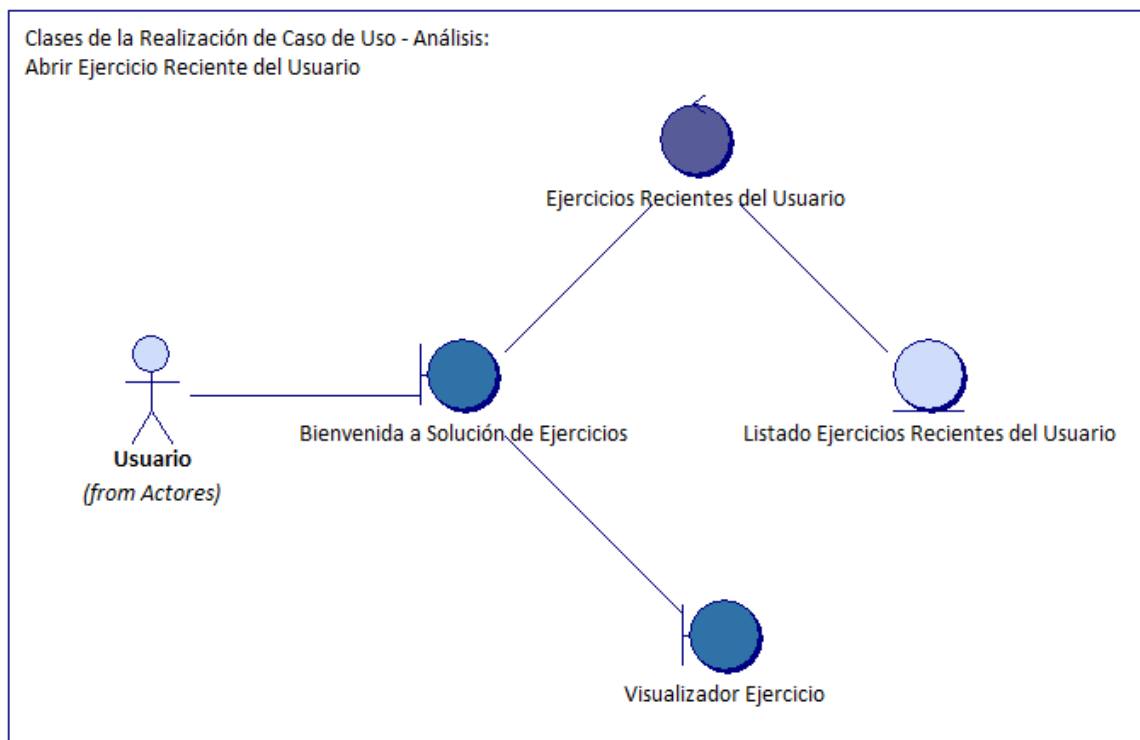 Clases de la Realización de Caso de Uso - Análisis:
Abrir Ejercicio Reciente del Usuario
Ejercicios Recientes del Usuario
Bienvenida a Solución de Ejercicios
Listado Ejercicios Recientes del Usuario
Usuario
(from Actores)
Visualizador Ejercicio